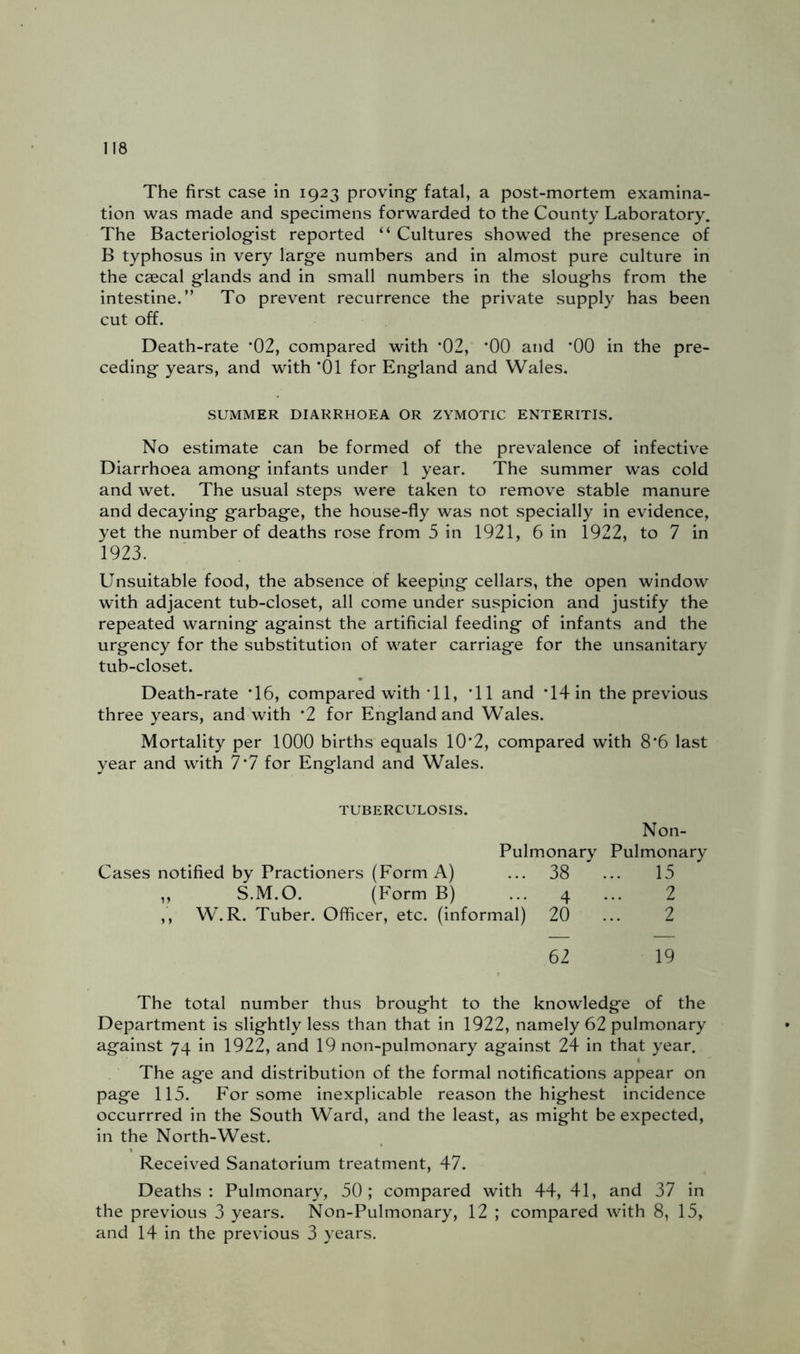 118
The first case in 1923 proving fatal, a post-mortem examina-
tion was made and specimens forwarded to the County Laboratory.
The Bacteriologist reported “ Cultures showed the presence of
B typhosus in very large numbers and in almost pure culture in
the cæcal glands and in small numbers in the sloughs from the
intestine.” To prevent recurrence the private supply has been
cut off.
Death-rate ·02, compared with ·02, ·00 and ·00 in the pre-
ceding years, and with ·01 for England and Wales.
SUMMER DIARRHOEA OR ZYMOTIC ENTERITIS.
No estimate can be formed of the prevalence of infective
Diarrhoea among infants under 1 year. The summer was cold
and wet. The usual steps were taken to remove stable manure
and decaying garbage, the house-fly was not specially in evidence,
yet the number of deaths rose from 5 in 1921, 6 in 1922, to 7 in
1923.
Unsuitable food, the absence of keeping cellars, the open window
with adjacent tub-closet, all come under suspicion and justify the
repeated warning against the artificial feeding of infants and the
urgency for the substitution of water carriage for the unsanitary
tub-closet.
Death-rate ·16, compared with ·11, ·11 and ·14 in the previous
three years, and with ·2 for England and Wales.
Mortality per 1000 births equals 10·2, compared with 8·6 last
year and with 7·7 for England and Wales.
TUBERCULOSIS.
Non-
Pulmonary Pulmonary
Cases notified by Practioners (Form A) ... 38 ... 15
,, S.M.O. (Form B) ... 4 ... 2
,, W.R. Tuber. Officer, etc. (informal) 20 ... 2
62 19
The total number thus brought to the knowledge of the
Department is slightly less than that in 1922, namely 62 pulmonary
against 74 in 1922, and 19 non-pulmonary against 24 in that year.
The age and distribution of the formal notifications appear on
page 115. For some inexplicable reason the highest incidence
occurrred in the South Ward, and the least, as might be expected,
in the North-West.
Received Sanatorium treatment, 47.
Deaths : Pulmonary, 50 ; compared with 44, 41, and 37 in
the previous 3 years. Non-Pulmonary, 12 ; compared with 8, 15,
and 14 in the previous 3 years.